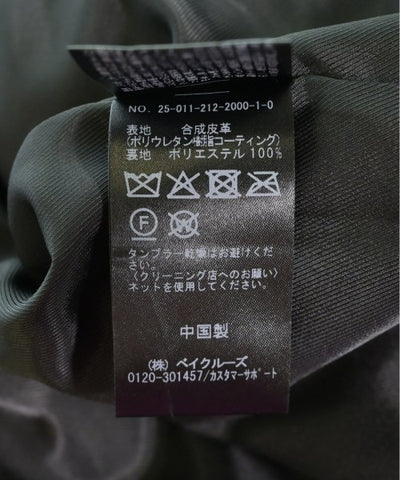 NO. 25-011-212-2000-1-0
表地 合成皮革
(ポリウレタン樹脂コーティング)
裏地 ポリエステル100%
F
W
タンブラー乾燥はお避けくだ
さい。
〈クリーニング店へのお願い〉
ネットを使用してください。
中国製
(株) ベイクルーズ
0120-301457/カスタマーサポート